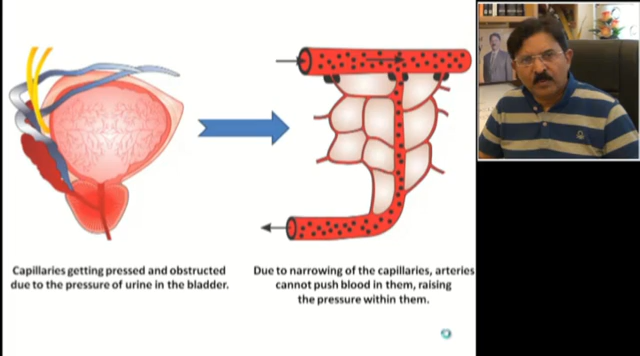 Capillaries getting pressed and obstructed
due to the pressure of urine in the bladder.
Due to narrowing of the capillaries, arteries
cannot push blood in them, raising
the pressure within them.